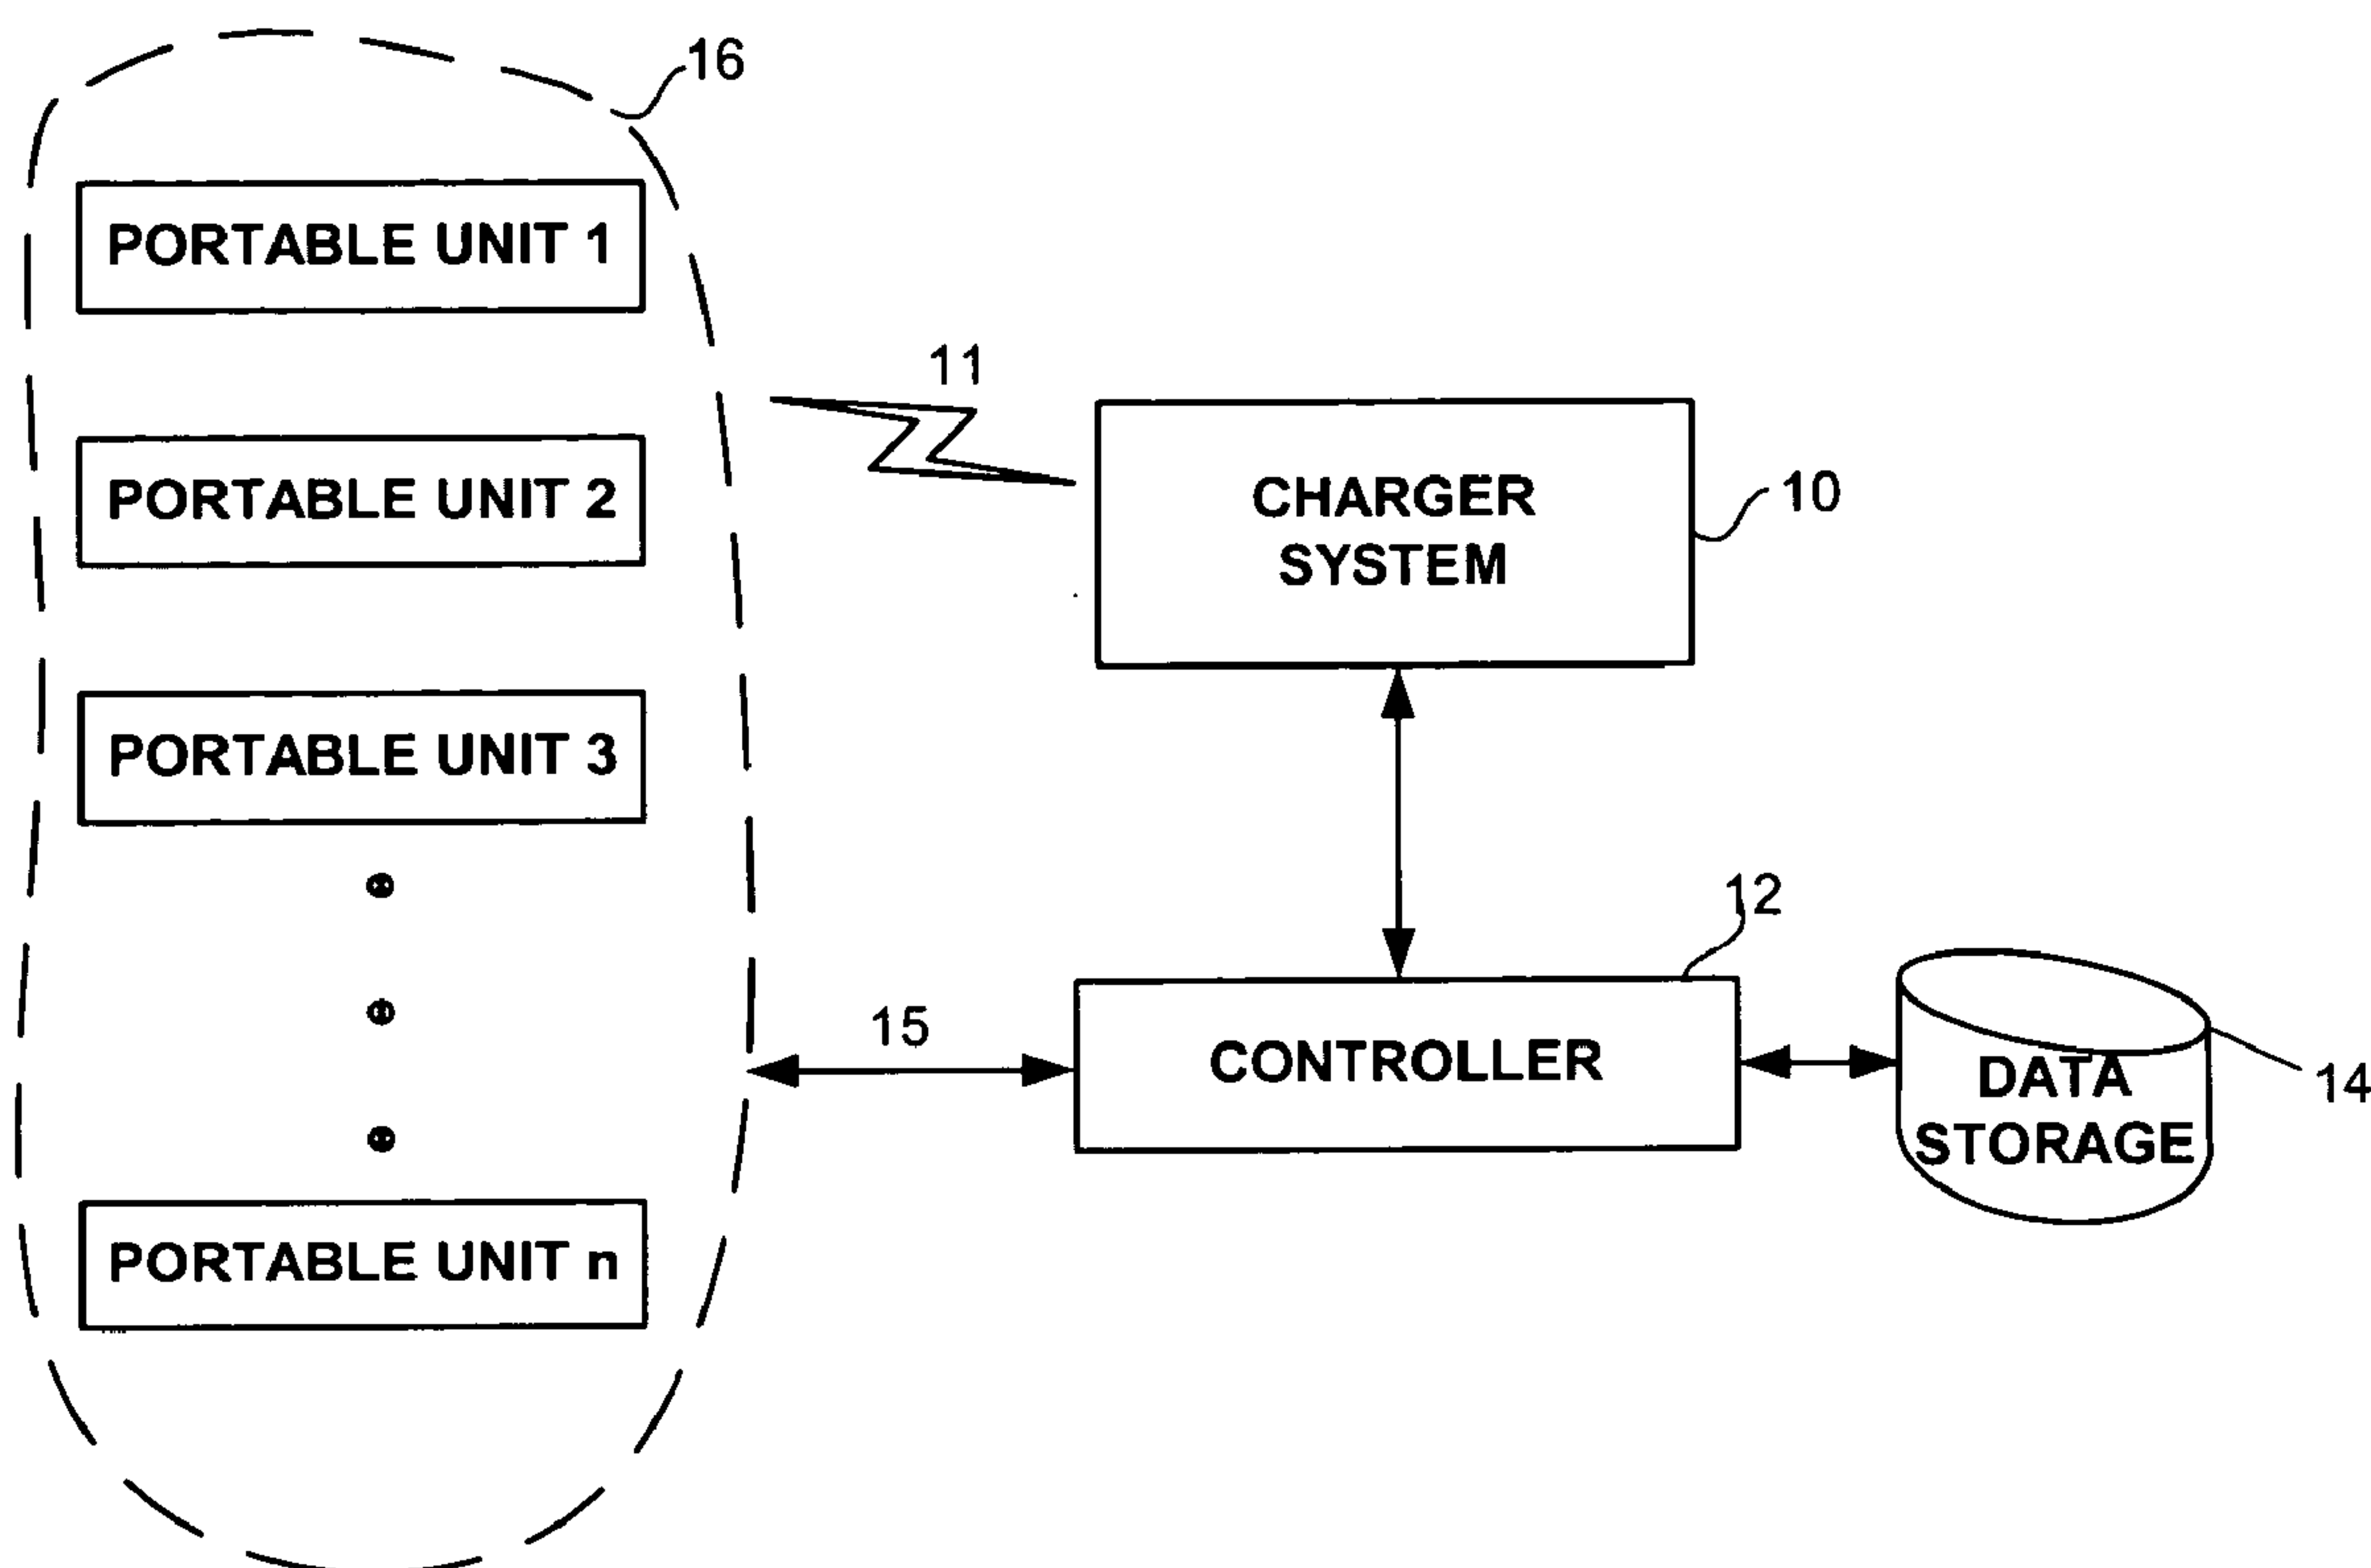 16
PORTABLE UNIT 1
11
PORTABLE UNIT 2
CHARGER
SYSTEM
10
PORTABLE UNIT 3
12
15
CONTROLLER
DATA
STORAGE
14
PORTABLE UNIT n